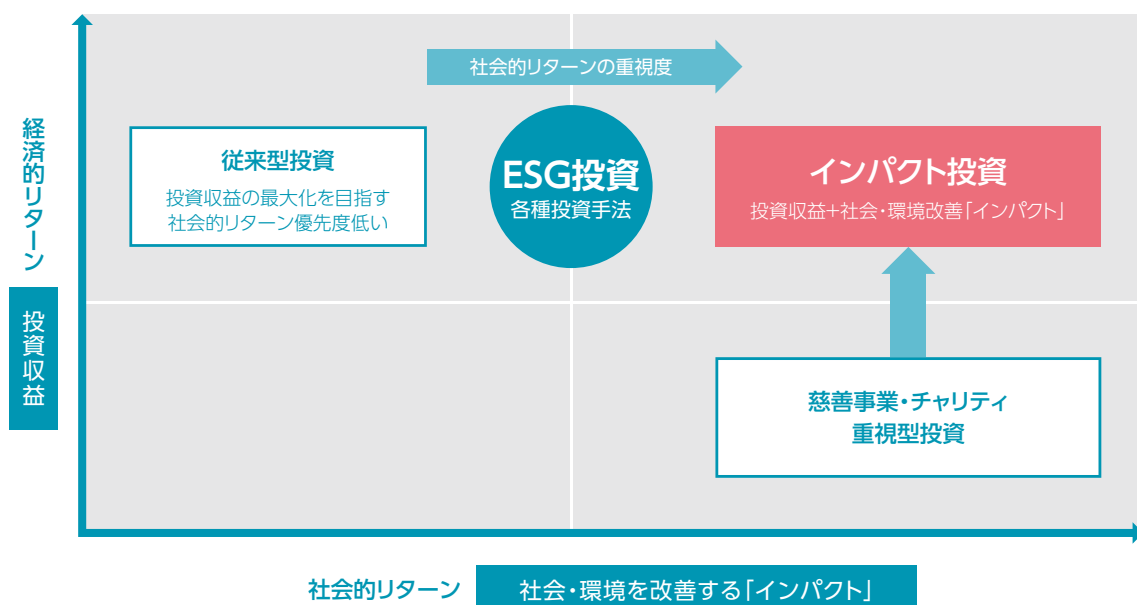 社会的リターンの重視度
経済的リターン
投資収益
従来型投資
投資収益の最大化を目指す
社会的リターン優先度低い
ESG投資
各種投資手法
インパクト投資
投資収益+社会・環境改善「インパクト」
慈善事業・チャリティ
重視型投資
社会的リターン
社会・環境を改善する「インパクト」